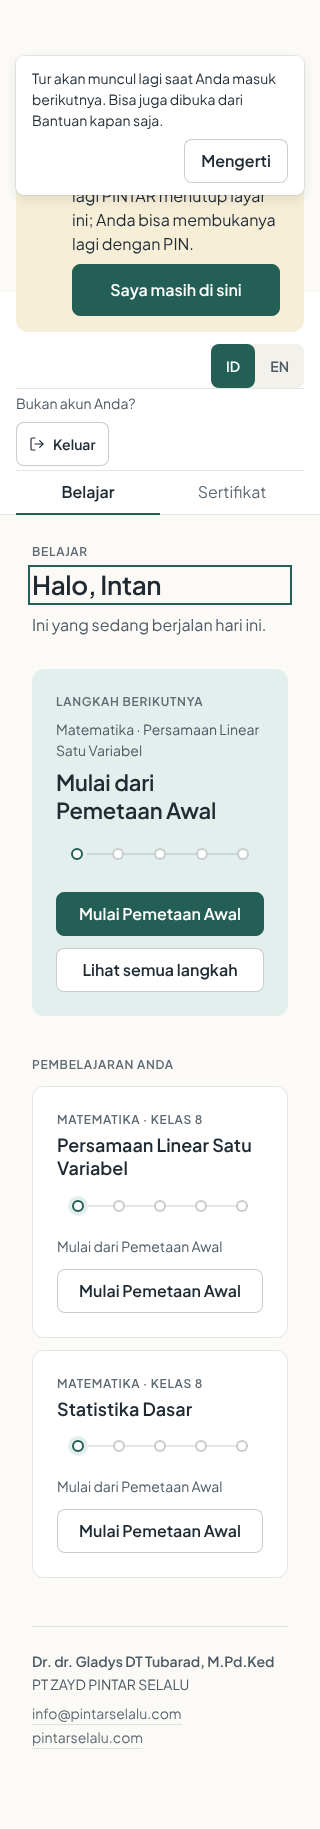 Tur akan muncul lagi saat Anda masuk
berikutnya. Bisa juga dibuka dari
Bantuan kapan saja.
Mengerti
lagi PINTAR menutup layar
ini; Anda bisa membukanya
lagi dengan PIN.
Saya masih di sini
ID EN
Bukan akun Anda?
Keluar
Belajar Sertifikat
BELAJAR
Halo, Intan
Ini yang sedang berjalan hari ini.
LANGKAH BERIKUTNYA
Matematika · Persamaan Linear
Satu Variabel
Mulai dari
Pemetaan Awal
Mulai Pemetaan Awal
Lihat semua langkah
PEMBELAJARAN ANDA
MATEMATIKA · KELAS 8
Persamaan Linear Satu
Variabel
Mulai dari Pemetaan Awal
Mulai Pemetaan Awal
MATEMATIKA · KELAS 8
Statistika Dasar
Mulai dari Pemetaan Awal
Mulai Pemetaan Awal
Dr. dr. Gladys DT Tubarad, M.Pd.Ked
PT ZAYD PINTAR SELALU
info@pintarselalu.com
pintarselalu.com